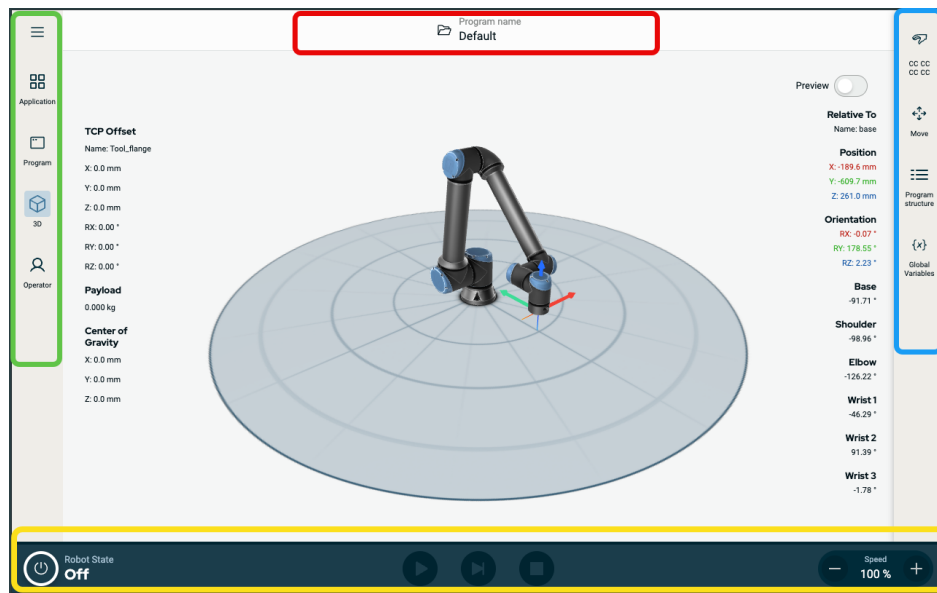 Program name
Default
Application
Program
3D
Operator
TCP Offset
Name: Tool_flange
X: 0.0 mm
Y: 0.0 mm
Z: 0.0 mm
RX: 0.00 °
RY: 0.00 °
RZ: 0.00 °
Payload
0.000 kg
Center of
Gravity
X: 0.0 mm
Y: 0.0 mm
Z: 0.0 mm
Preview
Relative To
Name: base
Position
X: -189.6 mm
Y: -609.7 mm
Z: 261.0 mm
Orientation
RX: -0.07 °
RY: 178.55 °
RZ: 2.23 °
Base
-91.71 °
Shoulder
-98.96 °
Elbow
-126.22 °
Wrist 1
-46.29 °
Wrist 2
91.39 °
Wrist 3
-1.78 °
CC CC
CC CC
Move
Program
structure
{x}
Global
Variables
Robot State
Off
Speed
100 %